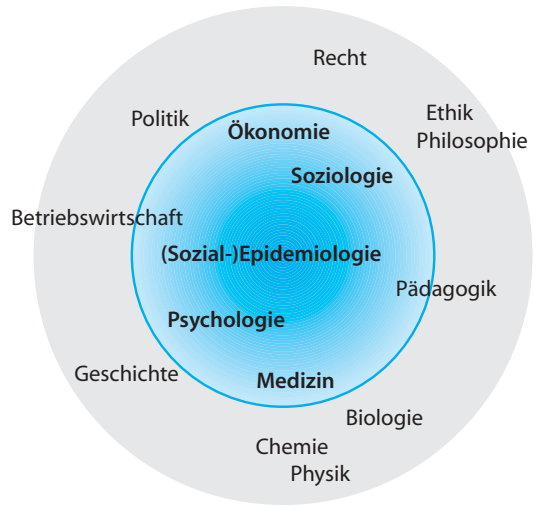 Recht
Ethik
Philosophie
Politik
Ökonomie
Soziologie
Betriebswirtschaft
(Sozial-)Epidemiologie
Pädagogik
Psychologie
Geschichte
Medizin
Biologie
Chemie
Physik